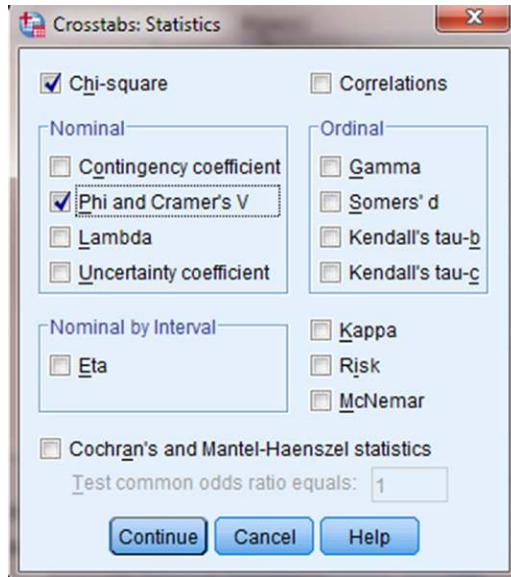 Crosstabs: Statistics
Chi-square
Correlations
Nominal
Contingency coefficient
Phi and Cramer's V
Lambda
Uncertainty coefficient
Ordinal
Gamma
Somers' d
Kendall's tau-b
Kendall's tau-c
Nominal by Interval
Eta
Kappa
Risk
McNemar
Cochran's and Mantel-Haenszel statistics
Test common odds ratio equals: 1
Continue Cancel Help